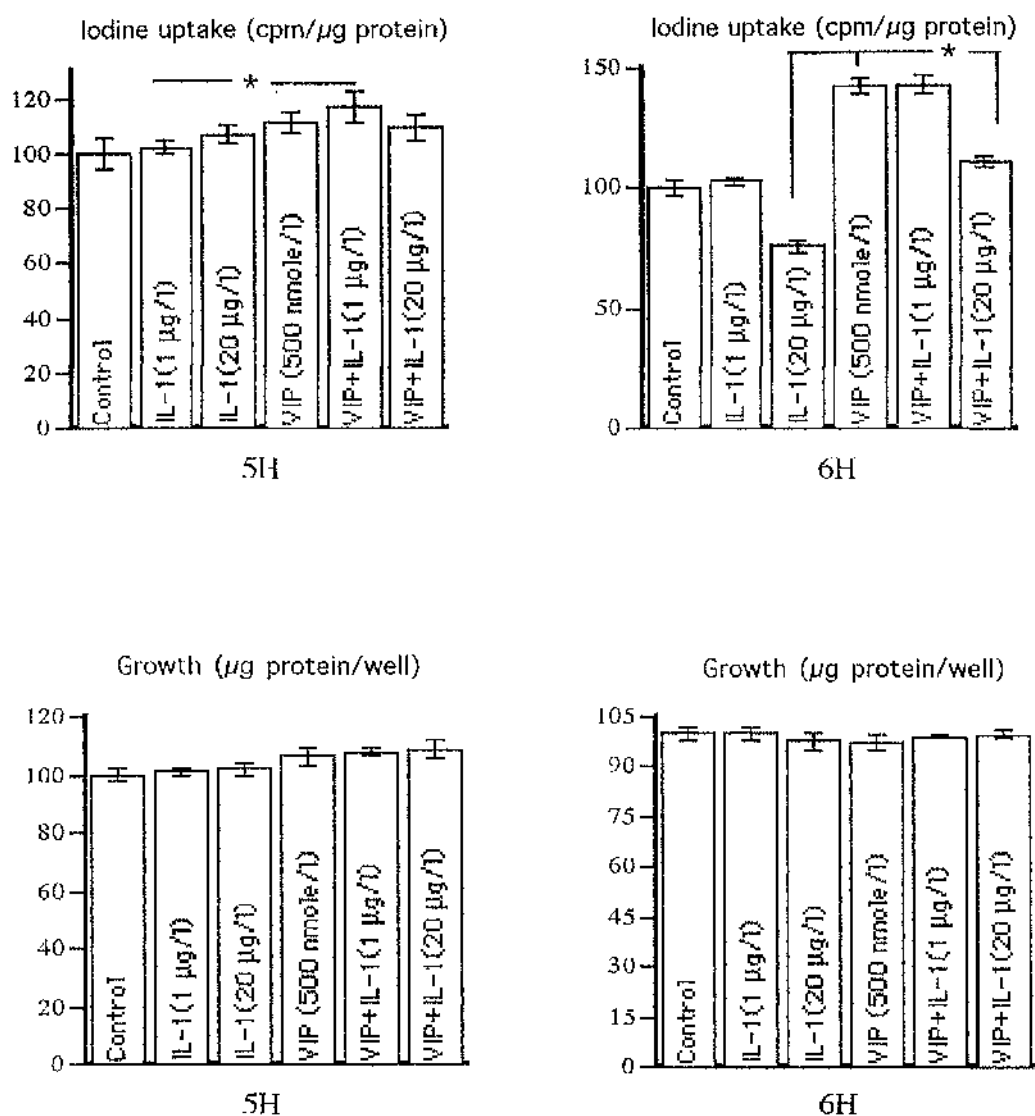 Iodine uptake (cpm/µg protein)
120
100
80
60
40
20
0
Control
IL-1(1 µg/l)
IL-1(20 µg/l)
VIP (500 nmole/l)
VIP+IL-1(1 µg/l)
VIP+IL-1(20 µg/l)
*
5H
Iodine uptake (cpm/µg protein)
150
100
50
0
Control
IL-1(1 µg/l)
IL-1(20 µg/l)
VIP (500 nmole/l)
VIP+IL-1(1 µg/l)
VIP+IL-1(20 µg/l)
*
6H
Growth (µg protein/well)
120
100
80
60
40
20
0
Control
IL-1(1 µg/l)
IL-1(20 µg/l)
VIP (500 nmole/l)
VIP+IL-1(1 µg/l)
VIP+IL-1(20 µg/l)
5H
Growth (µg protein/well)
105
90
75
60
45
30
15
0
Control
IL-1(1 µg/l)
IL-1(20 µg/l)
VIP (500 nmole/l)
VIP+IL-1(1 µg/l)
VIP+IL-1(20 µg/l)
6H